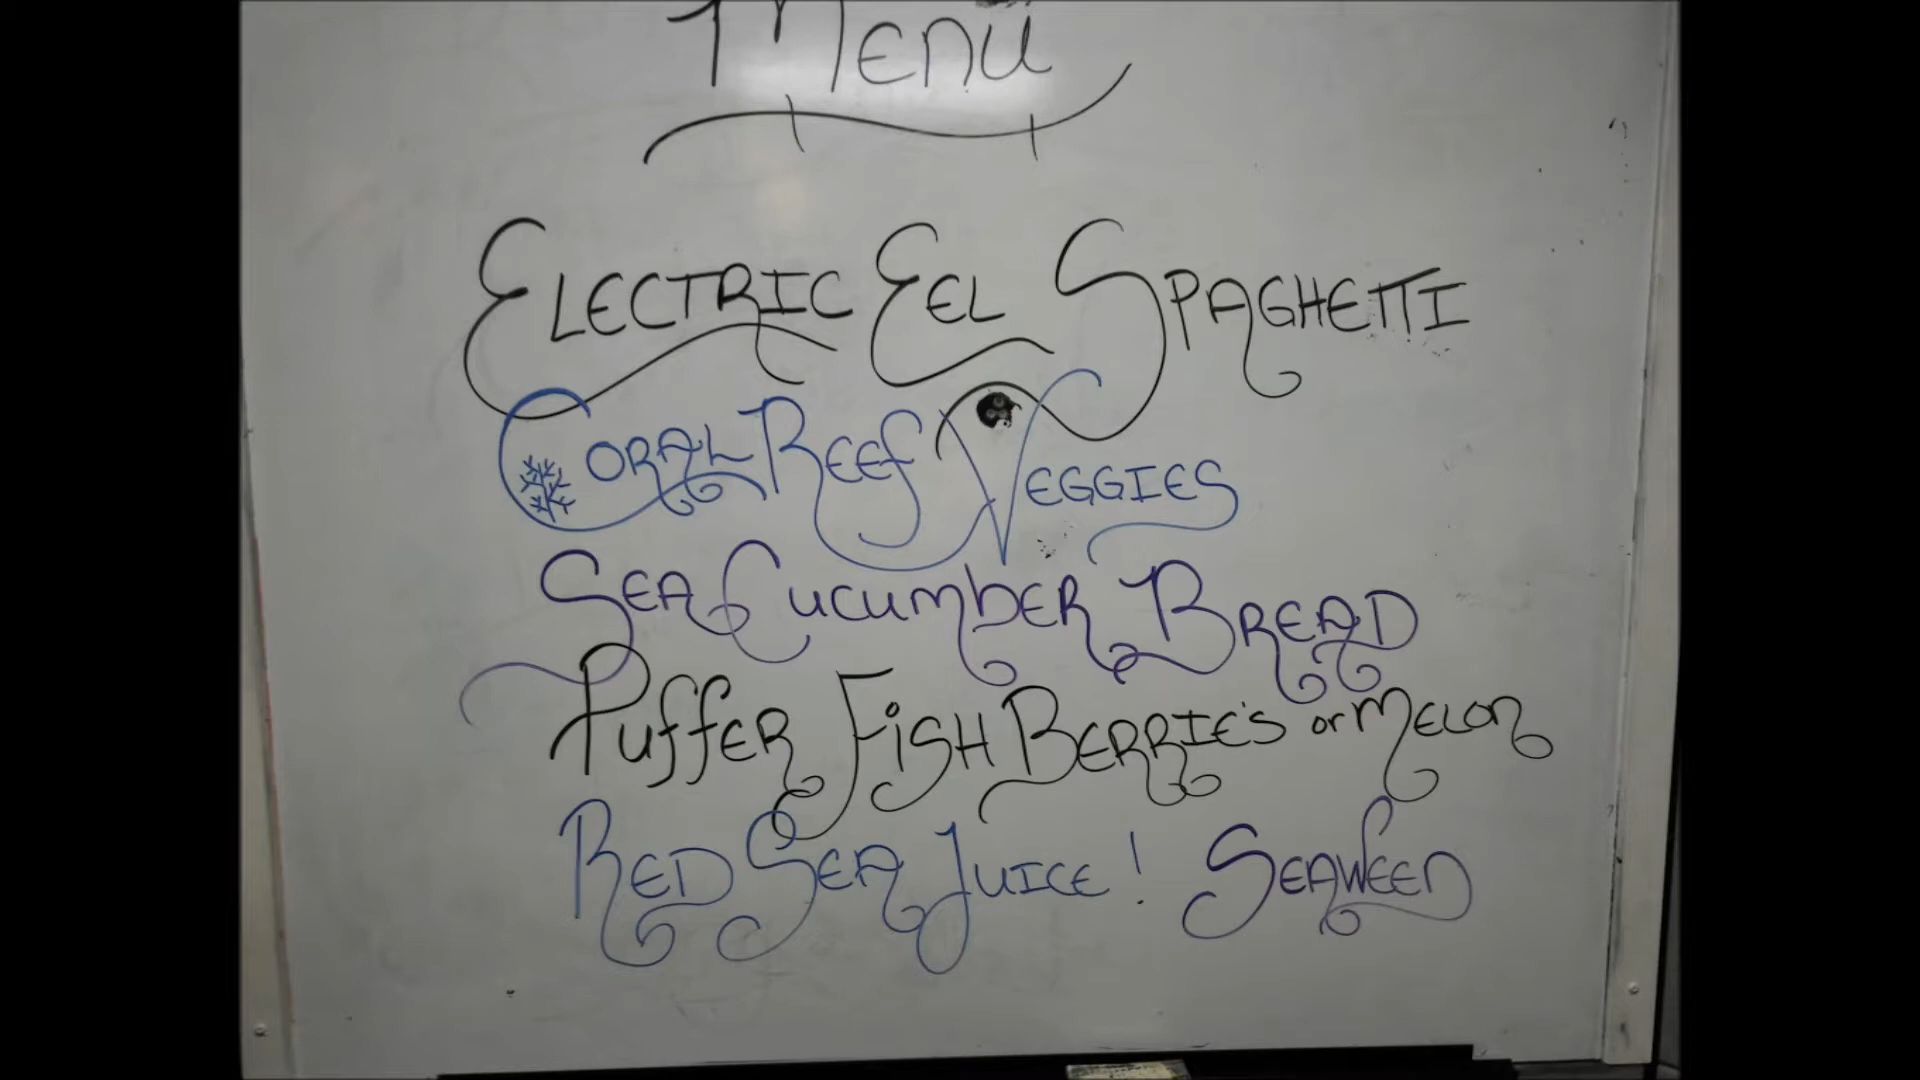 Menu
Electric Eel Spaghetti
Coral Reef Veggies
Sea Cucumber Bread
Puffer Fish Berrie's or Melon
Red Sea Juice! Seaweed